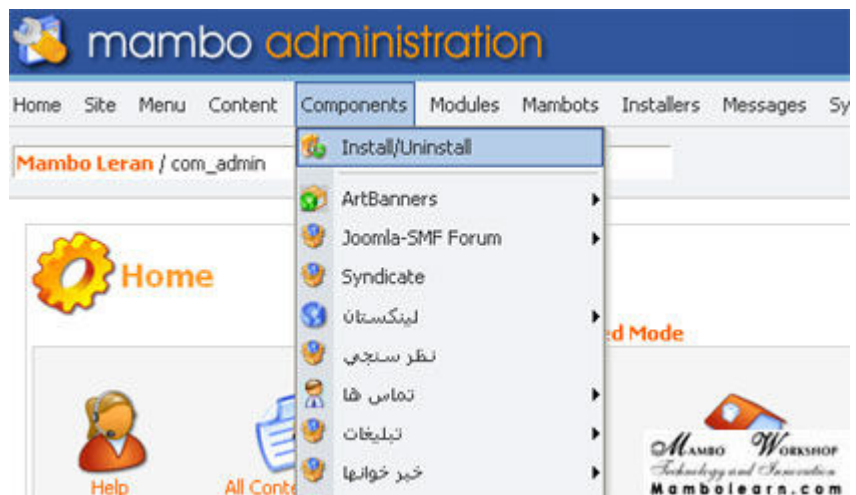 mambo administration
Home Site Menu Content Components Modules Mambots Installers Messages Sy
Install/Uninstall
Mambo Leran / com_admin
ArtBanners
Joomla-SMF Forum
Home
Syndicate
لینکستان
ed Mode
نظر سنجي
تماس ها
تبلیغات
خبر خوانها
Help
All Conte
Mambo Workshop
Technology and Innovation
Mambolearn.com